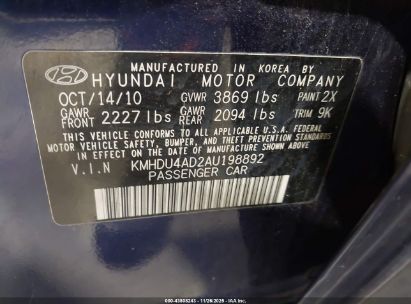 MANUFACTURED IN KOREA BY
HYUNDAI MOTOR COMPANY
OCT/14/10 GVWR 3869 lbs PAINT 2X
GAWR FRONT 2227 lbs GAWR REAR 2094 lbs TRIM 9K
THIS VEHICLE CONFORMS TO ALL APPLICABLE U.S.A. FEDERAL
MOTOR VEHICLE SAFETY, BUMPER, AND THEFT PREVENTION
STANDARDS IN EFFECT ON THE DATE OF MANUFACTURE
SHOWN ABOVE.
V.I.N KMHDU4AD2AU198892
PASSENGER CAR